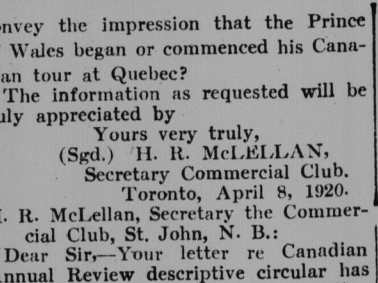 nvey the impression that the Prince
Wales began or commenced his Cana-
an tour at Quebec?
The information as requested will be
uly appreciated by
Yours very truly,
(Sgd.) H. R. McLELLAN,
Secretary Commercial Club.
Toronto, April 8, 1920.
. R. McLellan, Secretary the Commer-
cial Club, St. John, N. B.:
Dear Sir,—Your letter re Canadian
nnual Review descriptive circular has